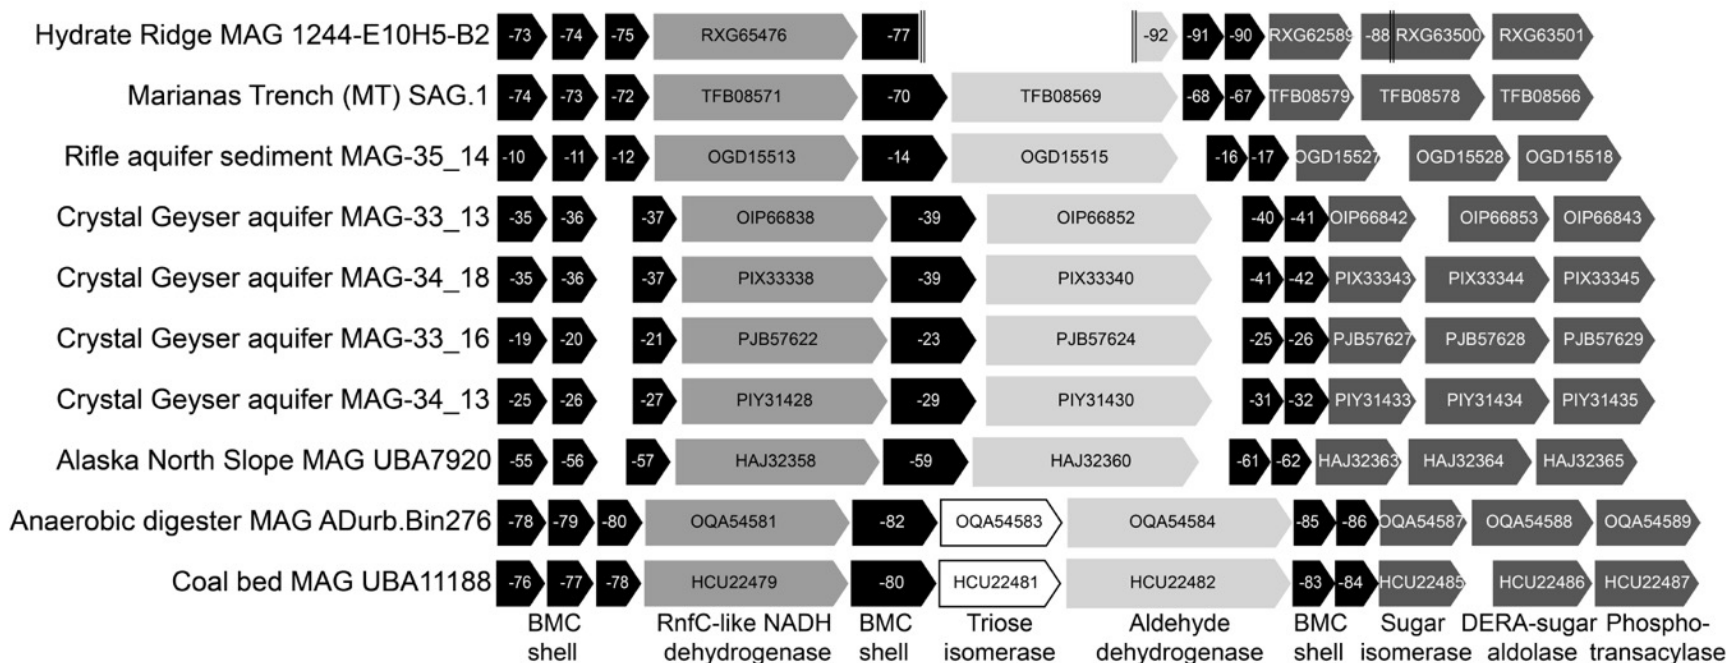 Hydrate Ridge MAG 1244-E10H5-B2 -73 -74 -75 RXG65476 -77 -92 -91 -90 RXG62589 -88 RXG63500 RXG63501
Marianas Trench (MT) SAG.1 -74 -73 -72 TFB08571 -70 TFB08569 -68 -67 TFB08579 TFB08578 TFB08566
Rifle aquifer sediment MAG-35_14 -10 -11 -12 OGD15513 -14 OGD15515 -16 -17 OGD15527 OGD15528 OGD15518
Crystal Geyser aquifer MAG-33_13 -35 -36 -37 OIP66838 -39 OIP66852 -40 -41 OIP66842 OIP66853 OIP66843
Crystal Geyser aquifer MAG-34_18 -35 -36 -37 PIX33338 -39 PIX33340 -41 -42 PIX33343 PIX33344 PIX33345
Crystal Geyser aquifer MAG-33_16 -19 -20 -21 PJB57622 -23 PJB57624 -25 -26 PJB57627 PJB57628 PJB57629
Crystal Geyser aquifer MAG-34_13 -25 -26 -27 PIY31428 -29 PIY31430 -31 -32 PIY31433 PIY31434 PIY31435
Alaska North Slope MAG UBA7920 -55 -56 -57 HAJ32358 -59 HAJ32360 -61 -62 HAJ32363 HAJ32364 HAJ32365
Anaerobic digester MAG ADurb.Bin276 -78 -79 -80 OQA54581 -82 OQA54583 OQA54584 -85 -86 OQA54587 OQA54588 OQA54589
Coal bed MAG UBA11188 -76 -77 -78 HCU22479 -80 HCU22481 HCU22482 -83 -84 HCU22485 HCU22486 HCU22487
BMC RnfC-like NADH BMC Triose Aldehyde BMC Sugar DERA-sugar Phospho-
shell dehydrogenase shell isomerase dehydrogenase shell isomerase aldolase transacylase